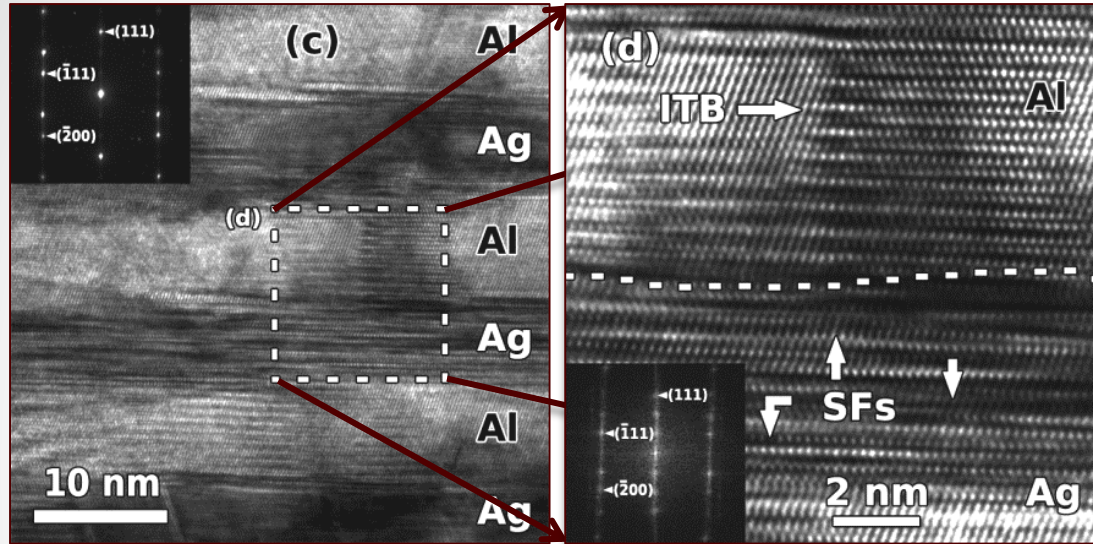 (c)
(111)
(1̅11)
(2̅00)
Al
Ag
(d)
Al
Ag
Al
Ag
10 nm
(d)
ITB
Al
SFs
(111)
(1̅11)
(2̅00)
2 nm
Ag